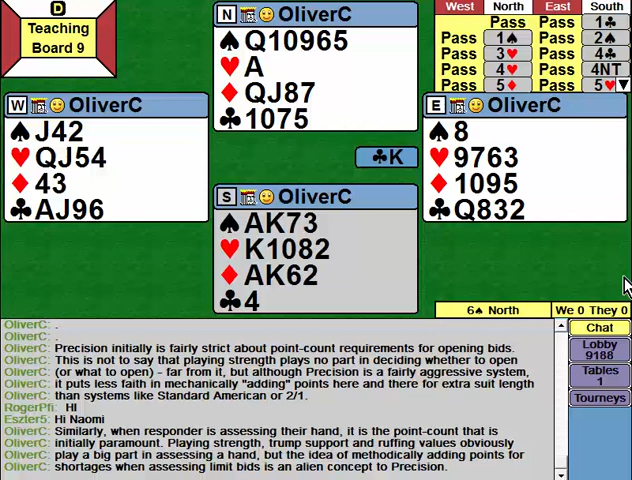 D
Teaching
Board 9
N OliverC
♠ Q10965
♥ A
♦ QJ87
♣ 1075
West North East South
Pass 1♣
Pass 1♠ Pass 2♠
Pass 3♥ Pass 4♣
Pass 4♥ Pass 4NT
Pass 5♦ Pass 5♥
W OliverC
♠ J42
♥ QJ54
♦ 43
♣ AJ96
♣K
E OliverC
♠ 8
♥ 9763
♦ 1095
♣ Q832
S OliverC
♠ AK73
♥ K1082
♦ AK62
♣ 4
6♠ North We 0 They 0
OliverC: .
OliverC: .
OliverC: Precision initially is fairly strict about point-count requirements for opening bids.
OliverC: This is not to say that playing strength plays no part in deciding whether to open
OliverC: (or what to open) - far from it, but although Precision is a fairly aggressive system,
OliverC: it puts less faith in mechanically "adding" points here and there for extra suit length
OliverC: than systems like Standard American or 2/1.
RogerPfi: HI
Eszter5: Hi Naomi
OliverC: Similarly, when responder is assessing their hand, it is the point-count that is
OliverC: initially paramount. Playing strength, trump support and ruffing values obviously
OliverC: play a big part in assessing a hand, but the idea of methodically adding points for
OliverC: shortages when assessing limit bids is an alien concept to Precision.
OliverC: .
Chat
Lobby
9188
Tables
1
Tourneys